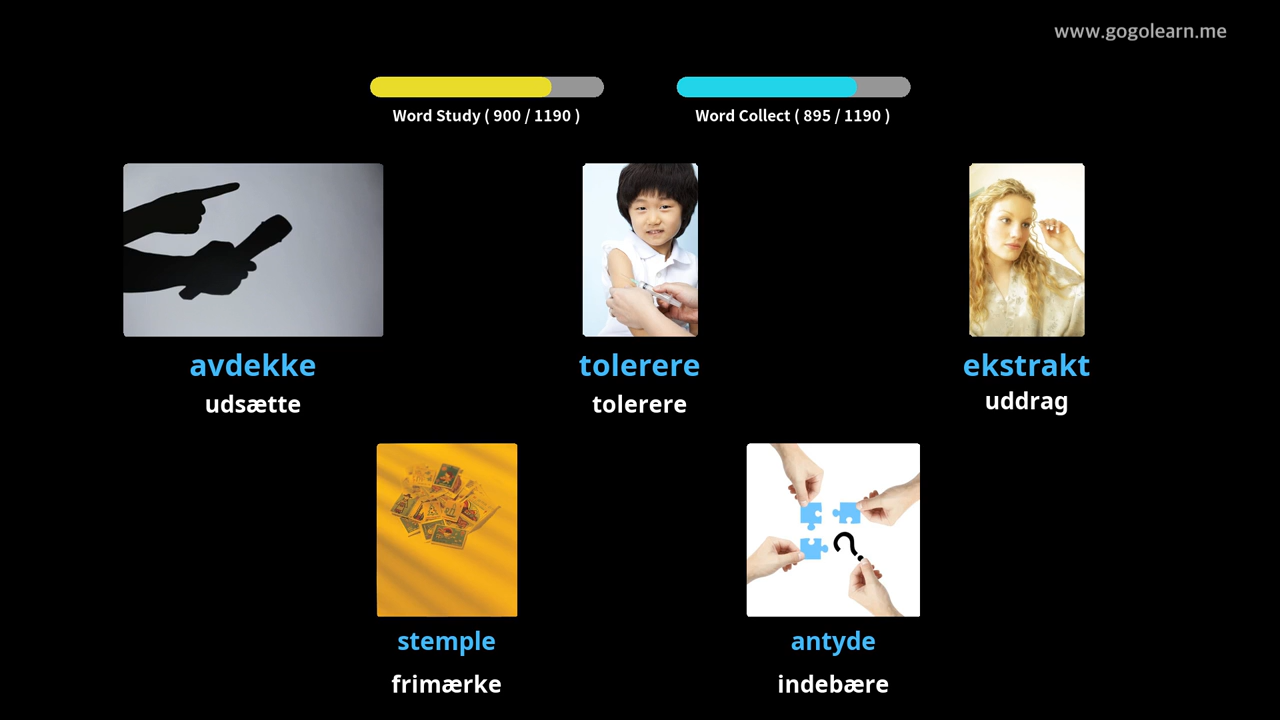 www.gogolearn.me
Word Study ( 900 / 1190 )
Word Collect ( 895 / 1190 )
avdekke
udsætte
tolerere
tolerere
ekstrakt
uddrag
stemple
frimærke
antyde
indebære